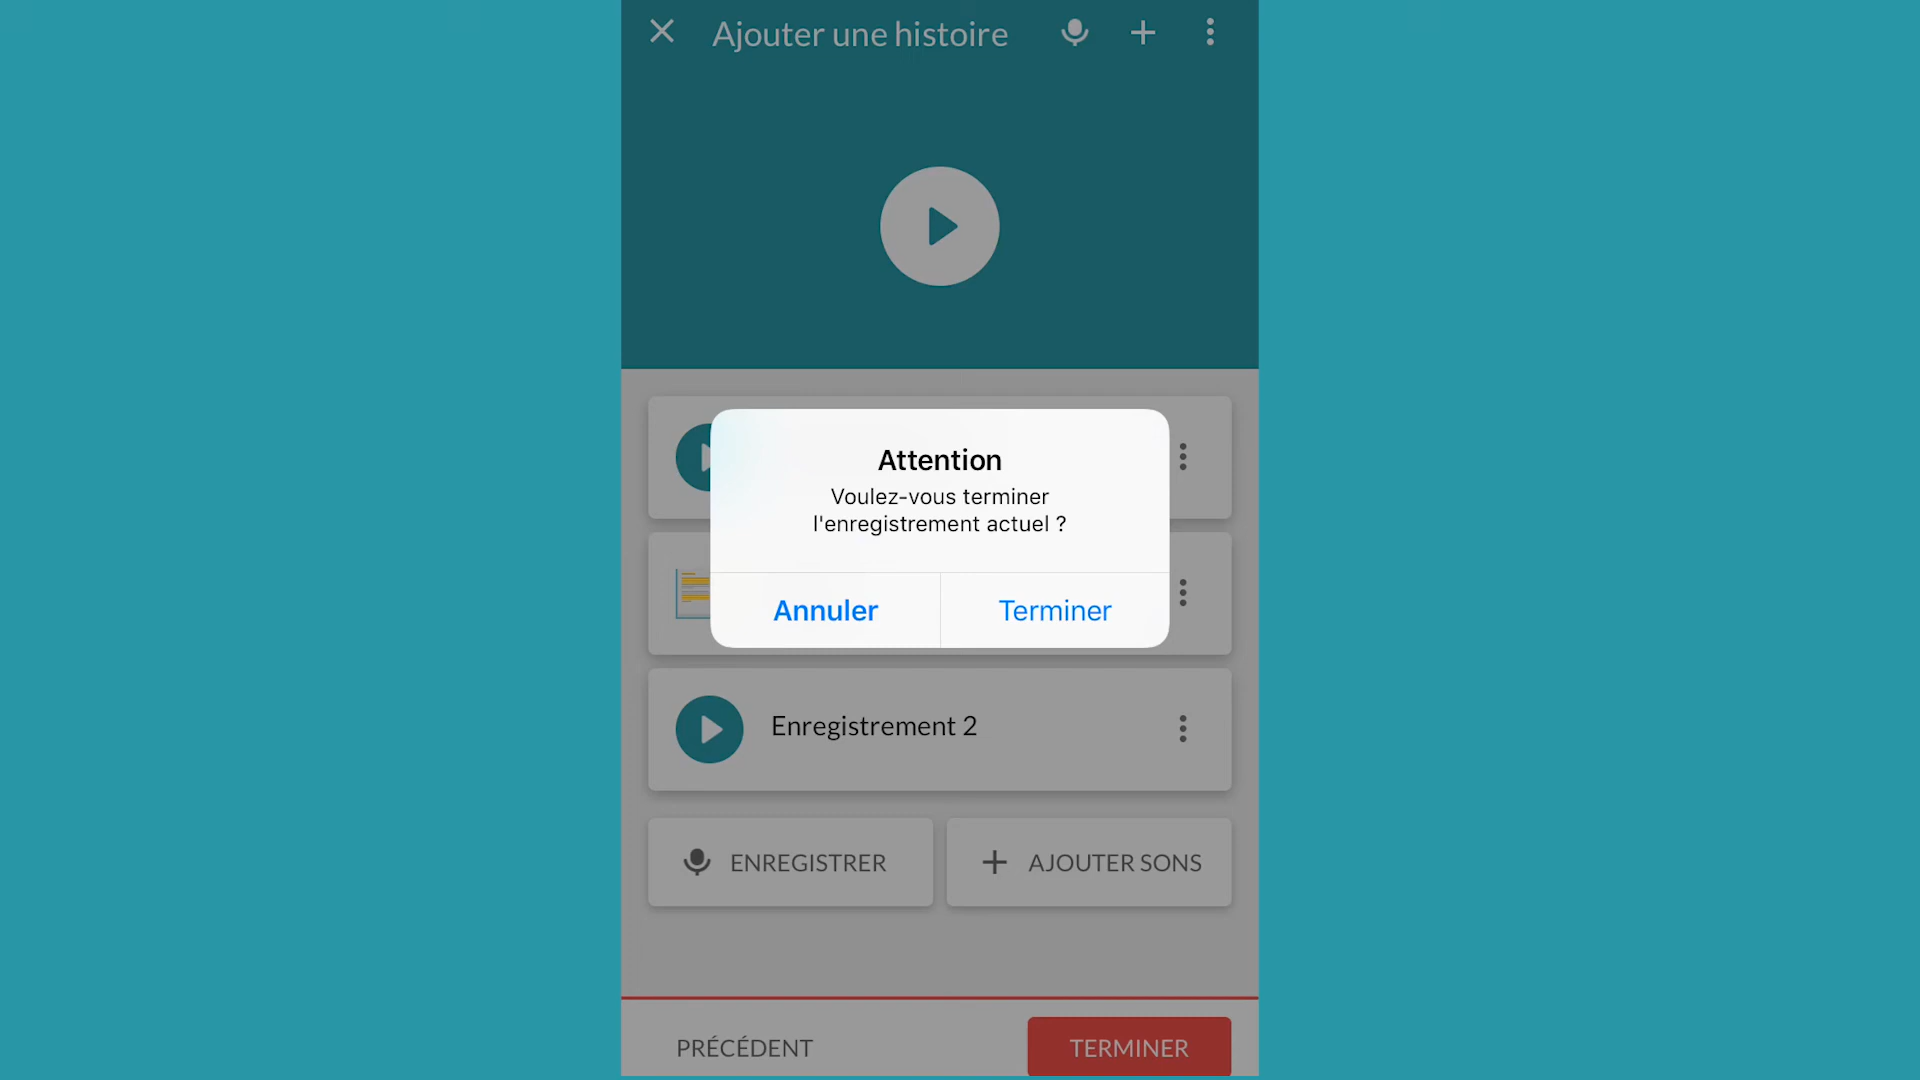 Ajouter une histoire
Attention
Voulez-vous terminer
l'enregistrement actuel ?
Annuler
Terminer
Enregistrement 2
ENREGISTRER
AJOUTER SONS
PRÉCÉDENT
TERMINER